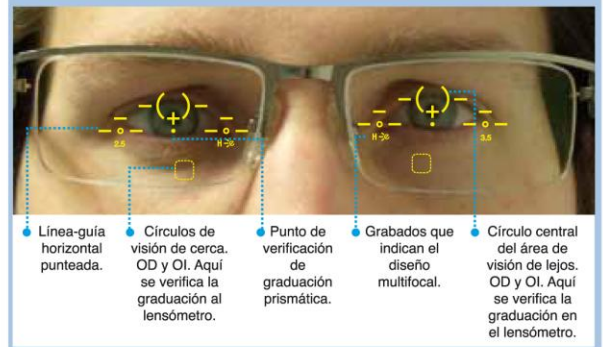 2.5
H
H
3.5
Línea-guía
horizontal
punteada.
Círculos de
visión de cerca.
OD y OI. Aquí
se verifica la
graduación al
lensómetro.
Punto de
verificación
de
graduación
prismática.
Grabados que
indican el
diseño
multifocal.
Círculo central
del área de
visión de lejos.
OD y OI. Aquí
se verifica la
graduación en
el lensómetro.